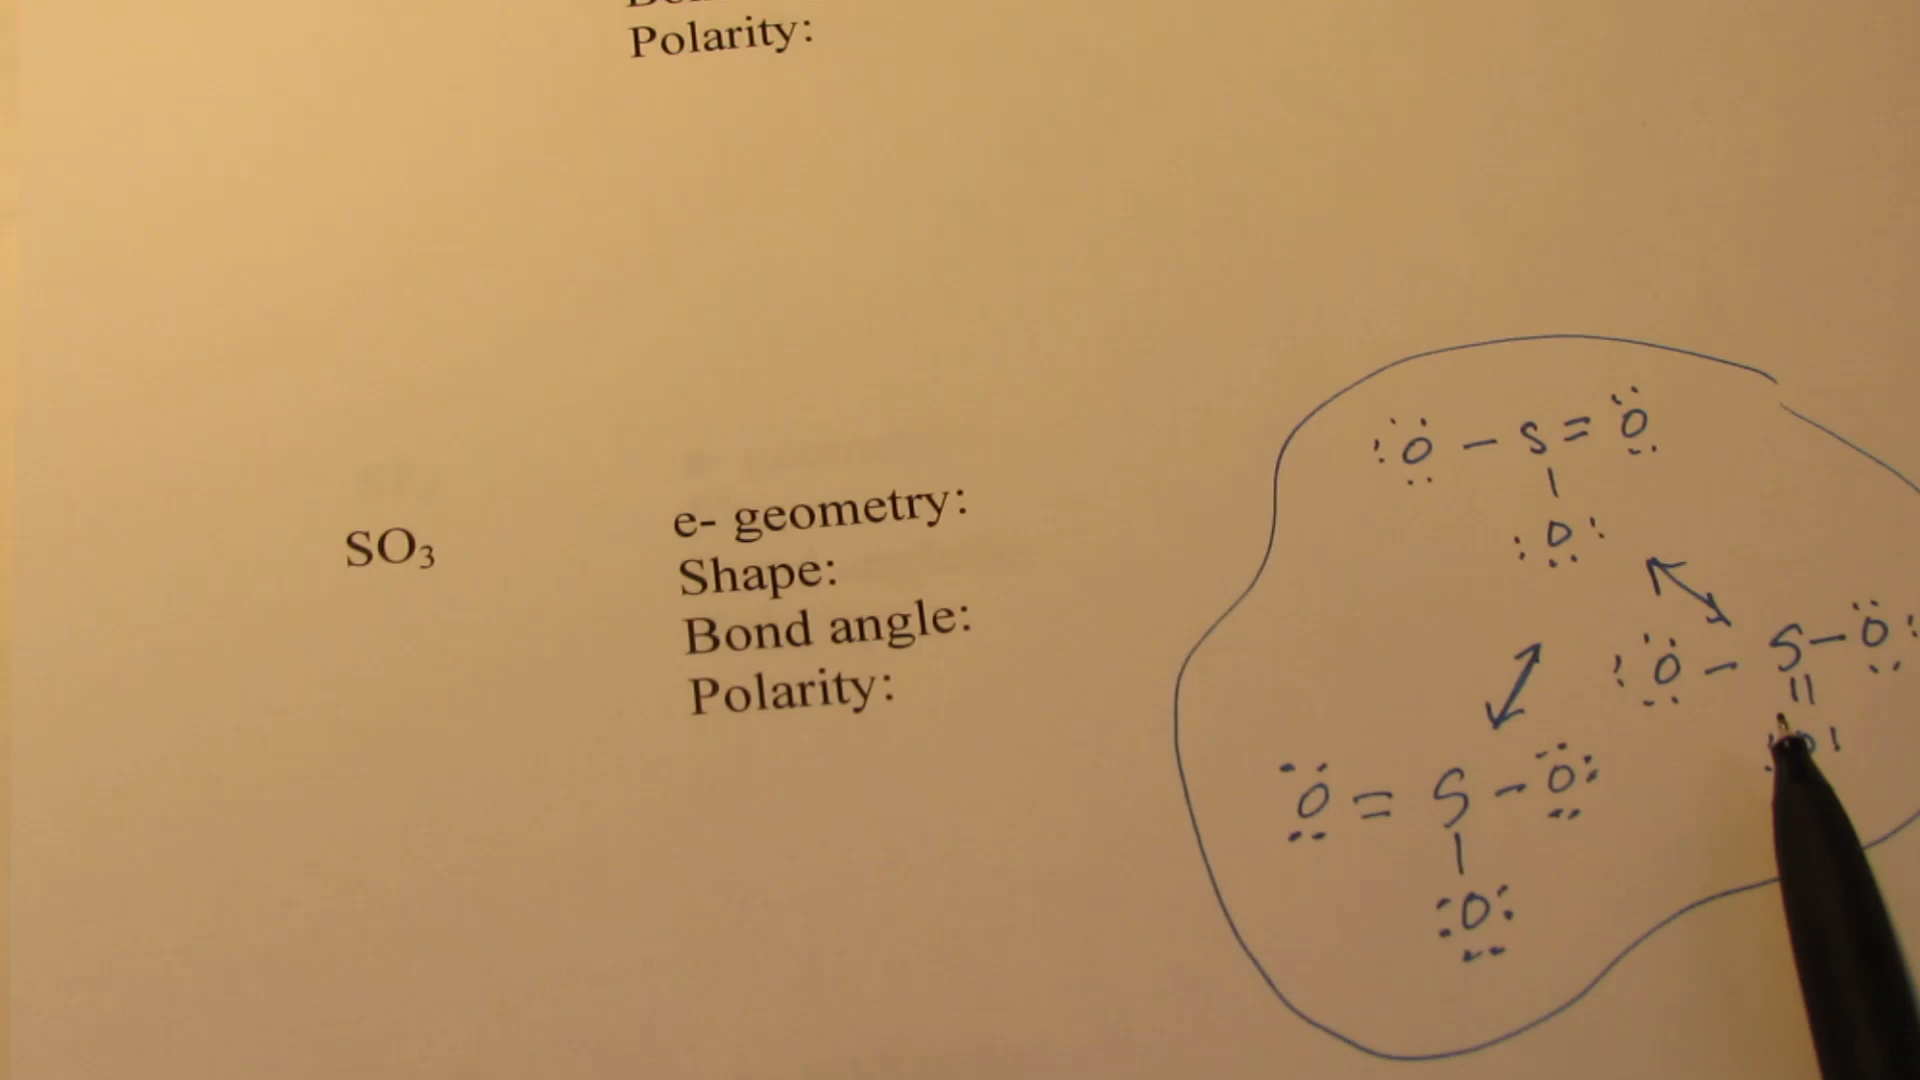 Polarity:
SO₃
e- geometry:
Shape:
Bond angle:
Polarity:
:O - S = O
|
:O:
:O - S - O:
||
O = S - O:
|
:O: